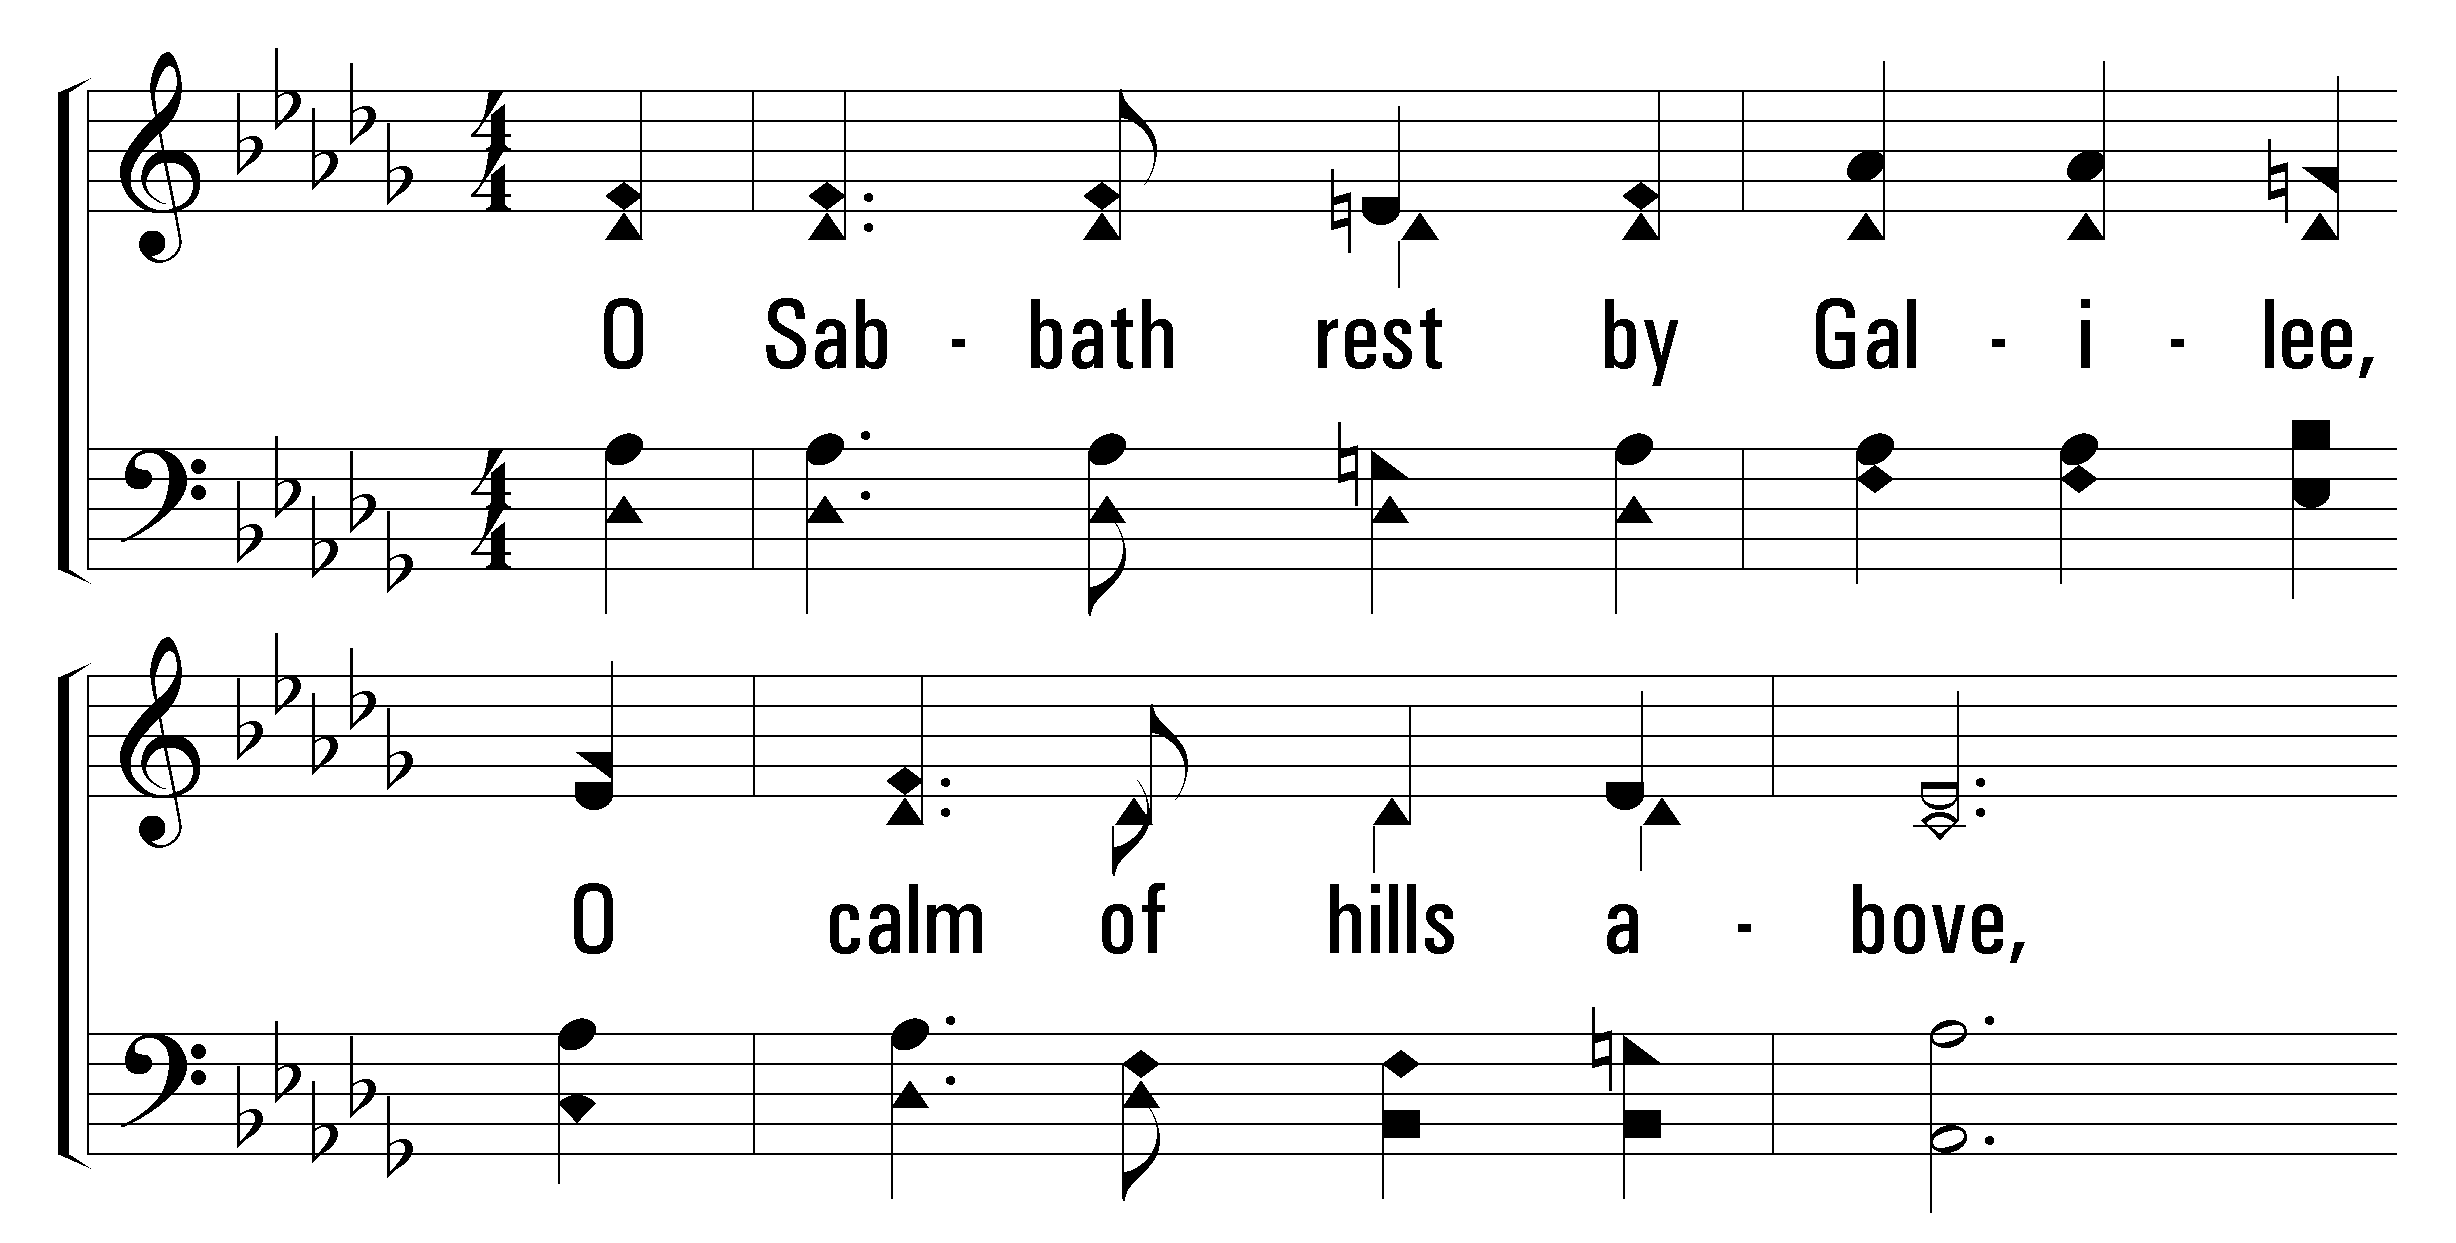 O Sab - bath rest by Gal - i - lee,
O calm of hills a - bove,